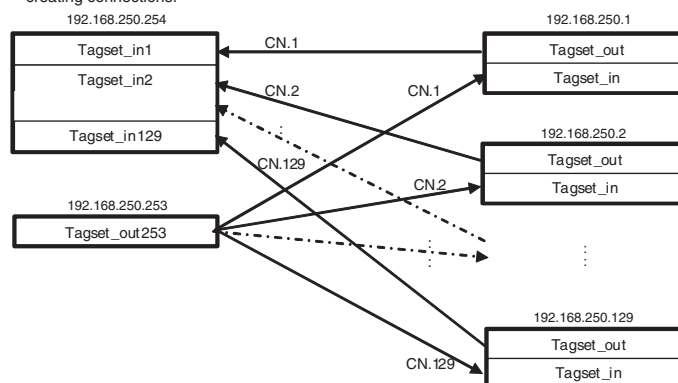 creating connections.
192.168.250.254
Tagset_in1
Tagset_in2
Tagset_in129
192.168.250.253
Tagset_out253
CN.1
CN.2
CN.1
CN.129
CN.2
CN.129
192.168.250.1
Tagset_out
Tagset_in
192.168.250.2
Tagset_out
Tagset_in
192.168.250.129
Tagset_out
Tagset_in